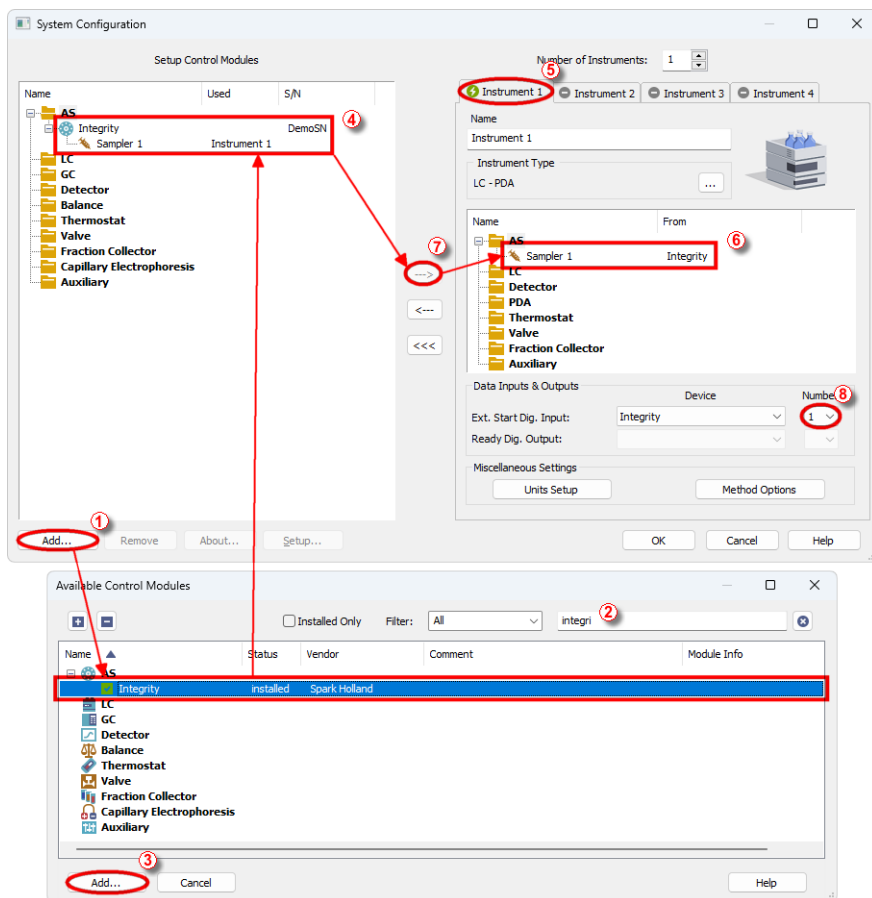 System Configuration
Setup Control Modules
Number of Instruments: 1
Name Used S/N
AS
Integrity DemoSN
Sampler 1 Instrument 1
LC
GC
Detector
Balance
Thermostat
Valve
Fraction Collector
Capillary Electrophoresis
Auxiliary
4
7
--->
<---
<<<
5
Instrument 1 Instrument 2 Instrument 3 Instrument 4
Name
Instrument 1
Instrument Type
LC - PDA ...
Name From
6
AS
Sampler 1 Integrity
LC
Detector
PDA
Thermostat
Valve
Fraction Collector
Auxiliary
Data Inputs & Outputs
Device Number
8
Ext. Start Dig. Input: Integrity 1
Ready Dig. Output:
Miscellaneous Settings
Units Setup Method Options
1
Add... Remove About... Setup... OK Cancel Help
Available Control Modules
Installed Only Filter: All integri 2
Name Status Vendor Comment Module Info
AS
Integrity installed Spark Holland
LC
GC
Detector
Balance
Thermostat
Valve
Fraction Collector
Capillary Electrophoresis
Auxiliary
3
Add... Cancel Help